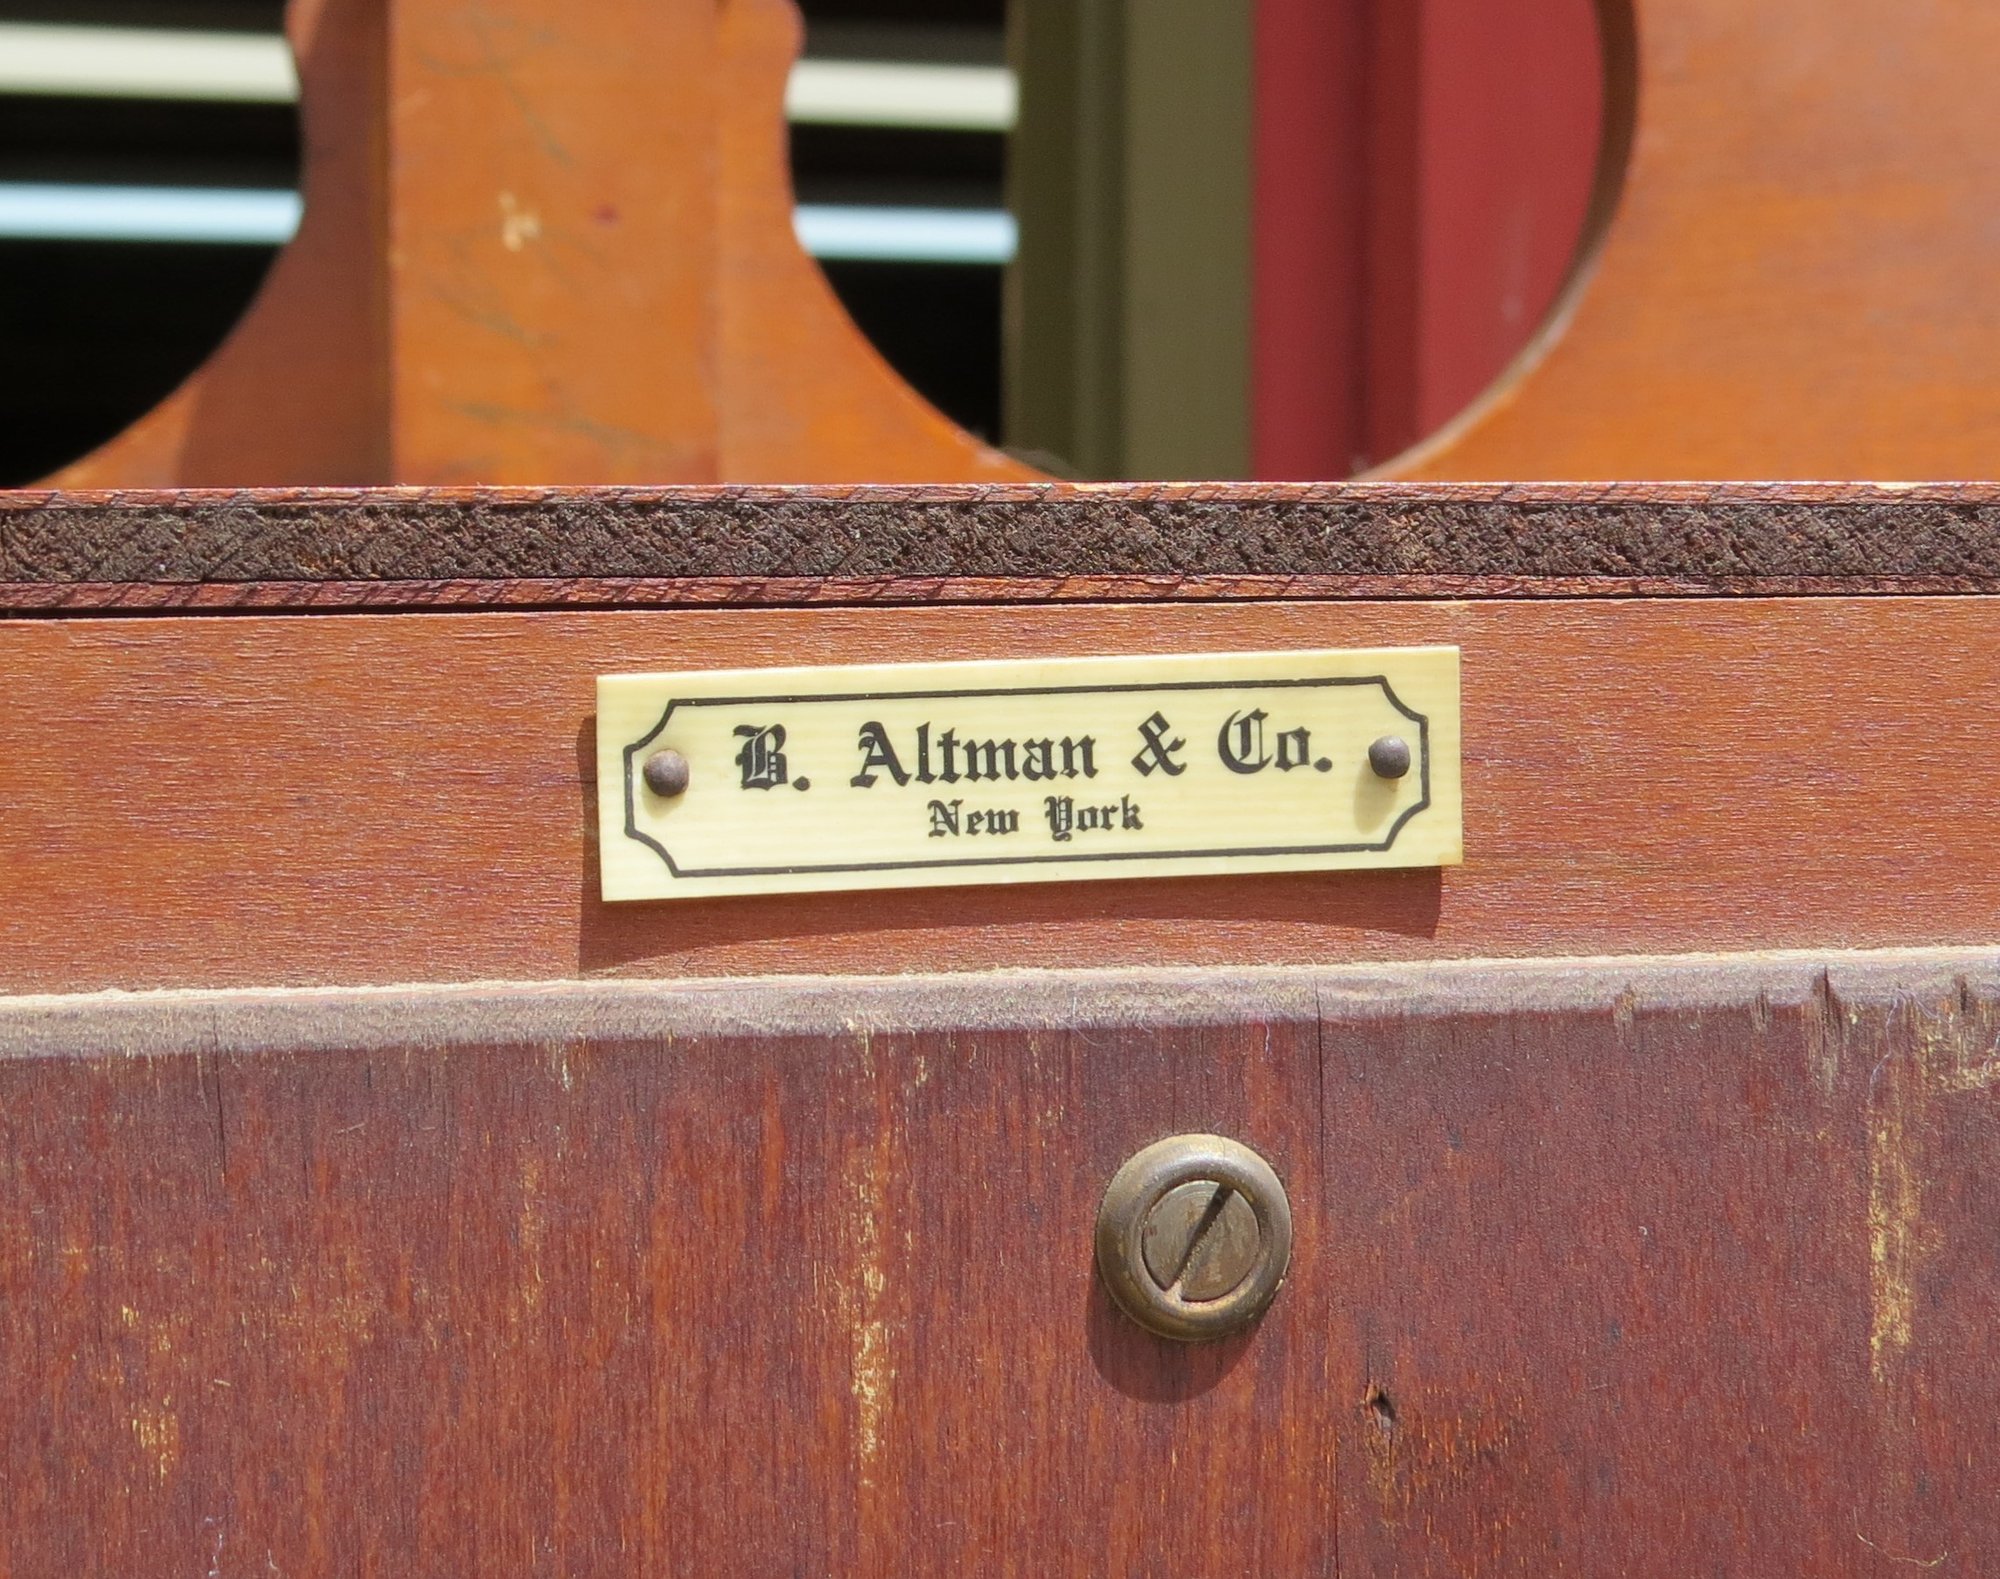 B. Altman & Co.
New York